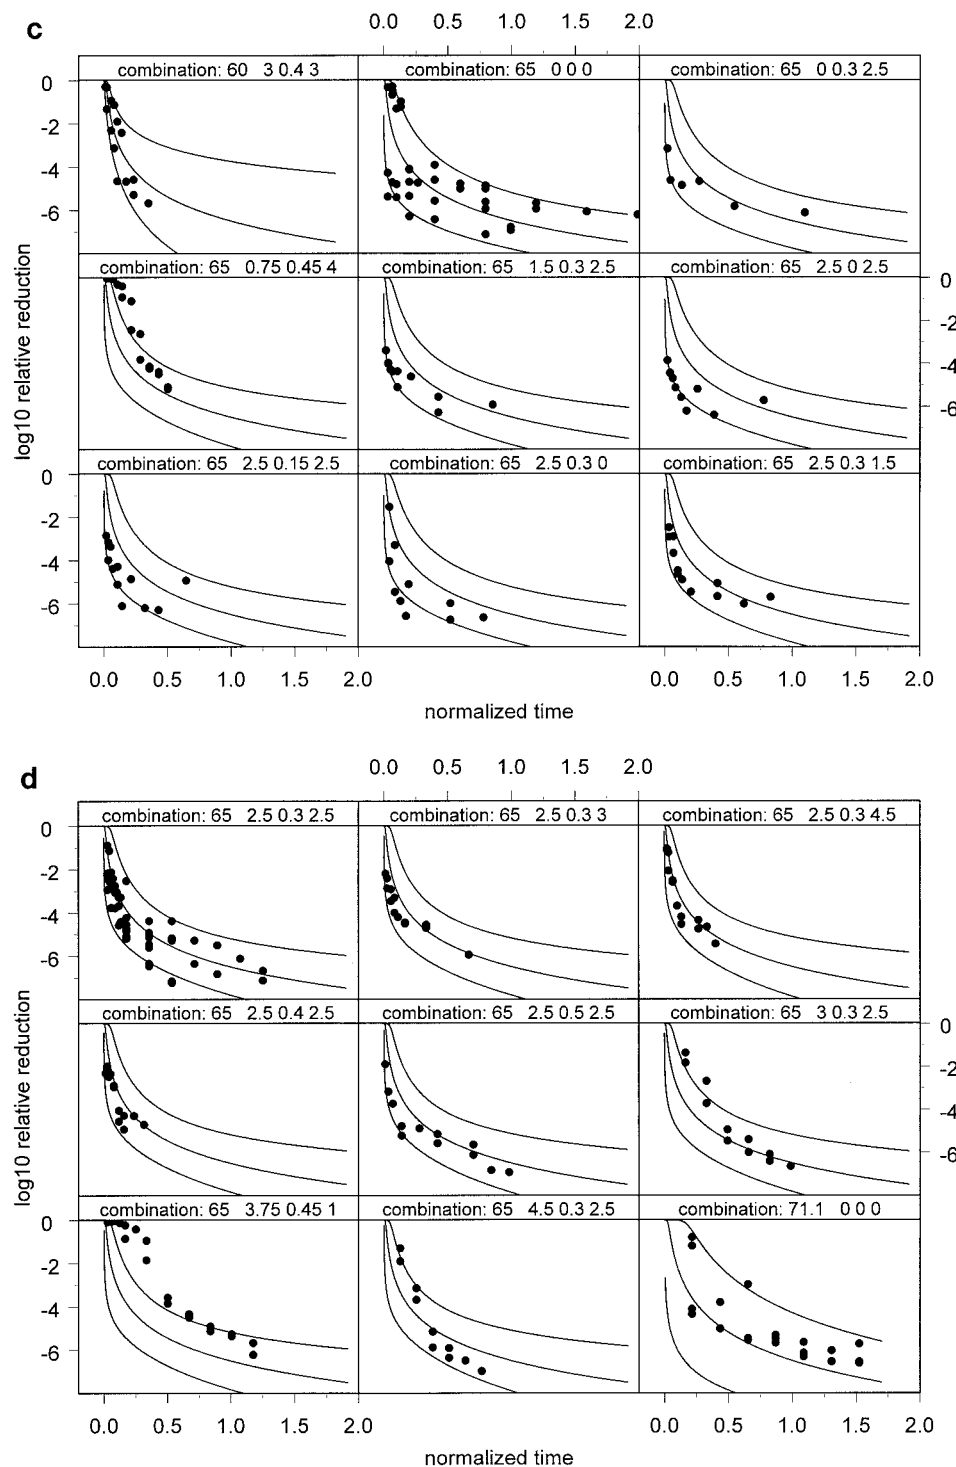 c
0.0 0.5 1.0 1.5 2.0
combination: 60 3 0.4 3
combination: 65 0 0 0
combination: 65 0 0.3 2.5
0
-2
-4
-6
combination: 65 0.75 0.45 4
combination: 65 1.5 0.3 2.5
combination: 65 2.5 0 2.5
0
-2
-4
-6
log10 relative reduction
combination: 65 2.5 0.15 2.5
combination: 65 2.5 0.3 0
combination: 65 2.5 0.3 1.5
0
-2
-4
-6
0.0 0.5 1.0 1.5 2.0
0.0 0.5 1.0 1.5 2.0
normalized time
d
0.0 0.5 1.0 1.5 2.0
combination: 65 2.5 0.3 2.5
combination: 65 2.5 0.3 3
combination: 65 2.5 0.3 4.5
0
-2
-4
-6
combination: 65 2.5 0.4 2.5
combination: 65 2.5 0.5 2.5
combination: 65 3 0.3 2.5
0
-2
-4
-6
log10 relative reduction
combination: 65 3.75 0.45 1
combination: 65 4.5 0.3 2.5
combination: 71.1 0 0 0
0
-2
-4
-6
0.0 0.5 1.0 1.5 2.0
0.0 0.5 1.0 1.5 2.0
normalized time